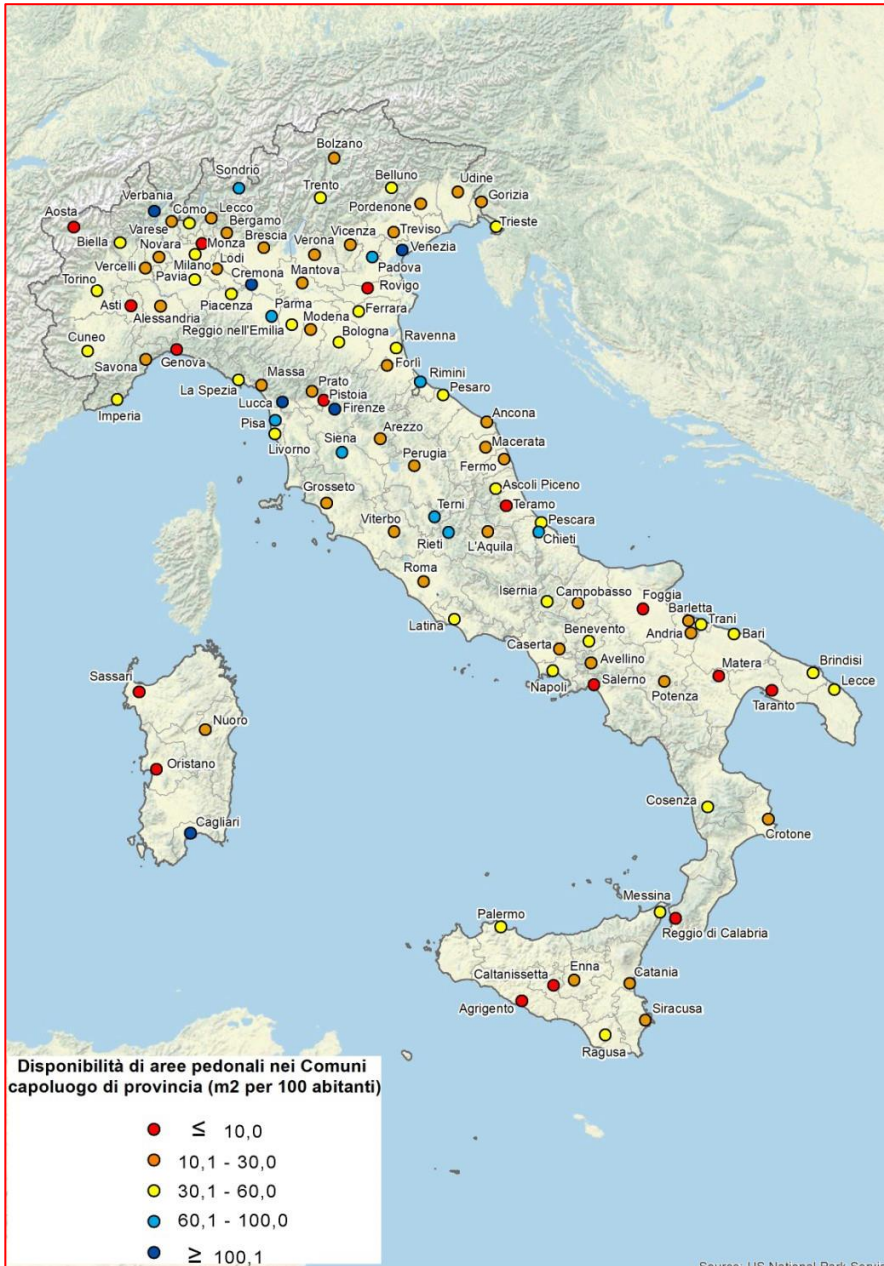 Bolzano
Sondrio
Belluno
Udine
Trento
Verbania
Lecco
Como
Pordenone
Gorizia
Aosta
Varese
Bergamo
Treviso
Trieste
Brescia
Vicenza
Biella
Monza
Verona
Venezia
Novara
Milano
Lodi
Padova
Vercelli
Pavia
Cremona
Mantova
Torino
Rovigo
Asti
Piacenza
Parma
Alessandria
Modena
Ferrara
Reggio nell'Emilia
Bologna
Cuneo
Ravenna
Savona
Genova
Forlì
Massa
Rimini
La Spezia
Prato
Pesaro
Imperia
Lucca
Pistoia
Firenze
Pisa
Ancona
Arezzo
Livorno
Siena
Macerata
Perugia
Fermo
Grosseto
Ascoli Piceno
Terni
Teramo
Viterbo
Pescara
Rieti
L'Aquila
Chieti
Roma
Isernia
Campobasso
Foggia
Barletta
Latina
Trani
Benevento
Andria
Bari
Caserta
Avellino
Matera
Brindisi
Sassari
Napoli
Salerno
Potenza
Lecce
Taranto
Nuoro
Oristano
Cosenza
Cagliari
Crotone
Messina
Palermo
Reggio di Calabria
Caltanissetta
Enna
Catania
Agrigento
Siracusa
Ragusa
Disponibilità di aree pedonali nei Comuni
capoluogo di provincia (m2 per 100 abitanti)
≤ 10,0
10,1 - 30,0
30,1 - 60,0
60,1 - 100,0
≥ 100,1
Source: US National Park Servic